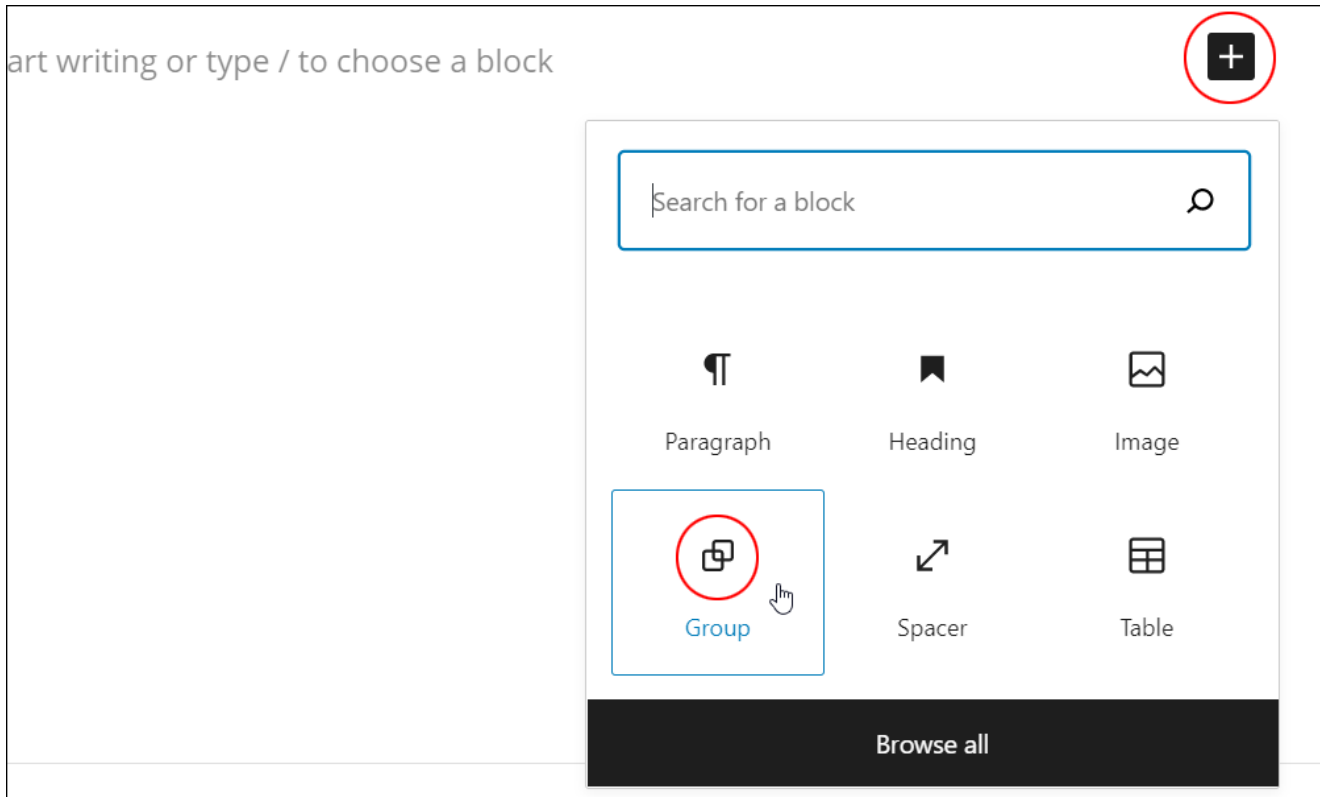 art writing or type / to choose a block
Search for a block
Paragraph Heading Image
Group Spacer Table
Browse all